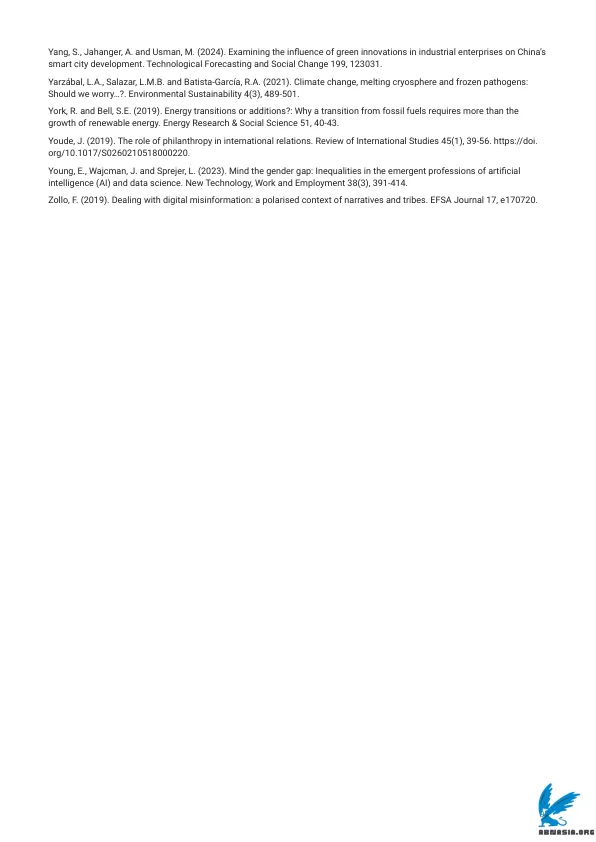 Yang, S., Jahanger, A. and Usman, M. (2024). Examining the influence of green innovations in industrial enterprises on China's
smart city development. Technological Forecasting and Social Change 199, 123031.
Yarzábal, L.A., Salazar, L.M.B. and Batista-García, R.A. (2021). Climate change, melting cryosphere and frozen pathogens:
Should we worry…?. Environmental Sustainability 4(3), 489-501.
York, R. and Bell, S.E. (2019). Energy transitions or additions?: Why a transition from fossil fuels requires more than the
growth of renewable energy. Energy Research & Social Science 51, 40-43.
Youde, J. (2019). The role of philanthropy in international relations. Review of International Studies 45(1), 39-56. https://doi.
org/10.1017/S0260210518000220.
Young, E., Wajcman, J. and Sprejer, L. (2023). Mind the gender gap: Inequalities in the emergent professions of artificial
intelligence (AI) and data science. New Technology, Work and Employment 38(3), 391-414.
Zollo, F. (2019). Dealing with digital misinformation: a polarised context of narratives and tribes. EFSA Journal 17, e170720.
ABNASIA.ORG